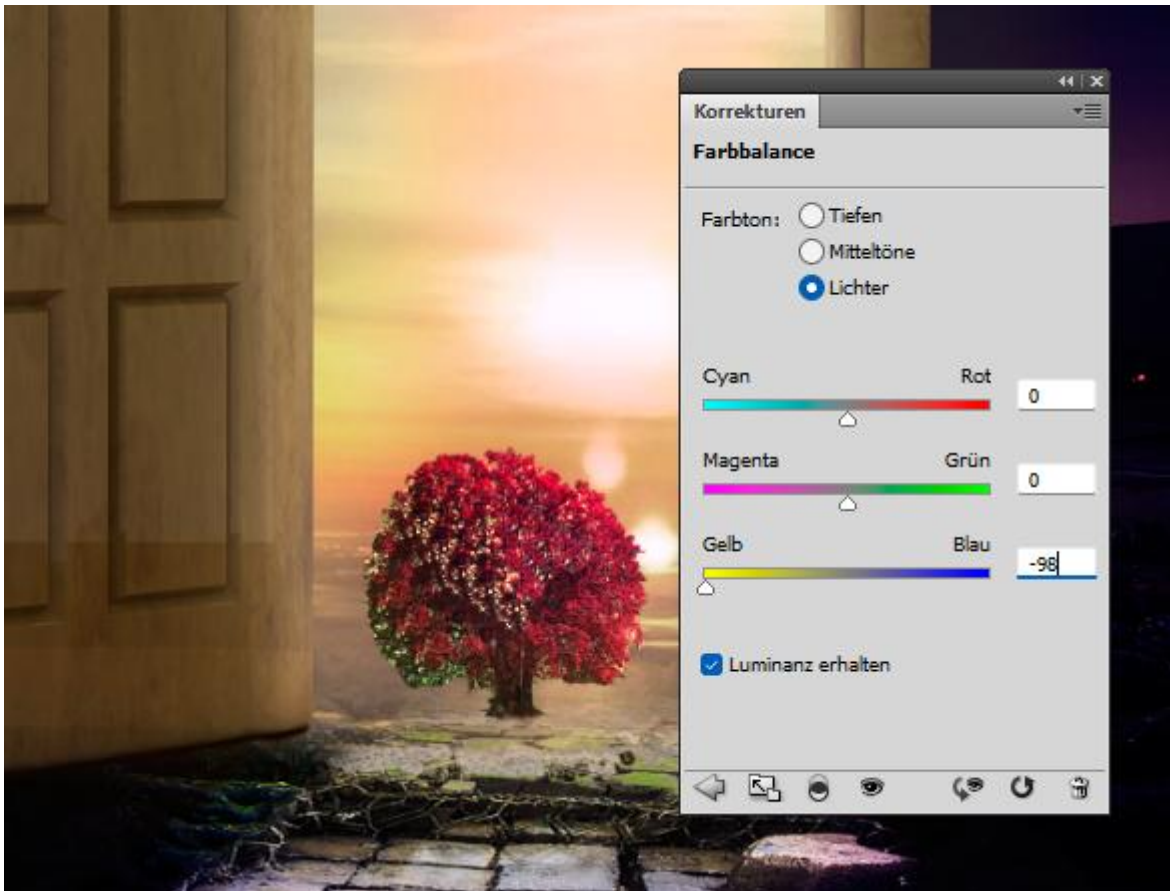 Korrekturen
Farbbalance
Farbton:
Tiefen
Mitteltöne
Lichter
Cyan Rot
0
Magenta Grün
0
Gelb Blau
-98
Luminanz erhalten